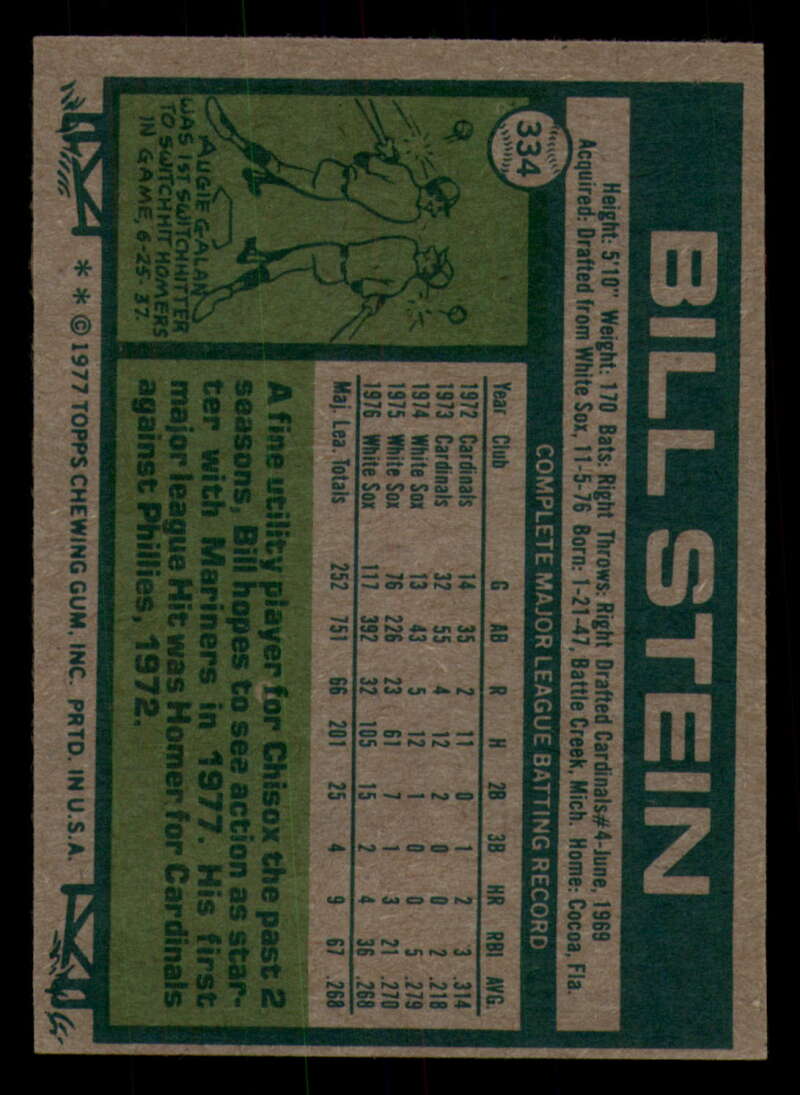 334
BILL STEIN
Height: 5'10" Weight: 170 Bats: Right Throws: Right Drafted Cardinals#4-June, 1969
Acquired: Drafted from White Sox, 11-5-76 Born: 1-21-47, Battle Creek, Mich. Home: Cocoa, Fla.
COMPLETE MAJOR LEAGUE BATTING RECORD
Year Club G AB R H 2B 3B HR RBI AVG.
1972 Cardinals 14 35 2 11 0 1 2 3 .314
1973 Cardinals 32 55 4 12 2 0 0 2 .218
1974 White Sox 13 43 5 12 1 0 0 5 .279
1975 White Sox 76 226 23 61 7 1 3 21 .270
1976 White Sox 117 392 32 105 15 2 4 36 .268
Maj. Lea. Totals 252 751 66 201 25 4 9 67 .268
AUGIE GALAN
WAS 1ST SWITCHHITTER
TO SWITCHHIT HOMERS
IN GAME, 6-25-37.
A fine utility player for Chisox the past 2
seasons, Bill hopes to see action as star-
ter with Mariners in 1977. His first
major league Hit was Homer for Cardinals
against Phillies, 1972.
* * © 1977 TOPPS CHEWING GUM, INC. PRTD. IN U.S.A.